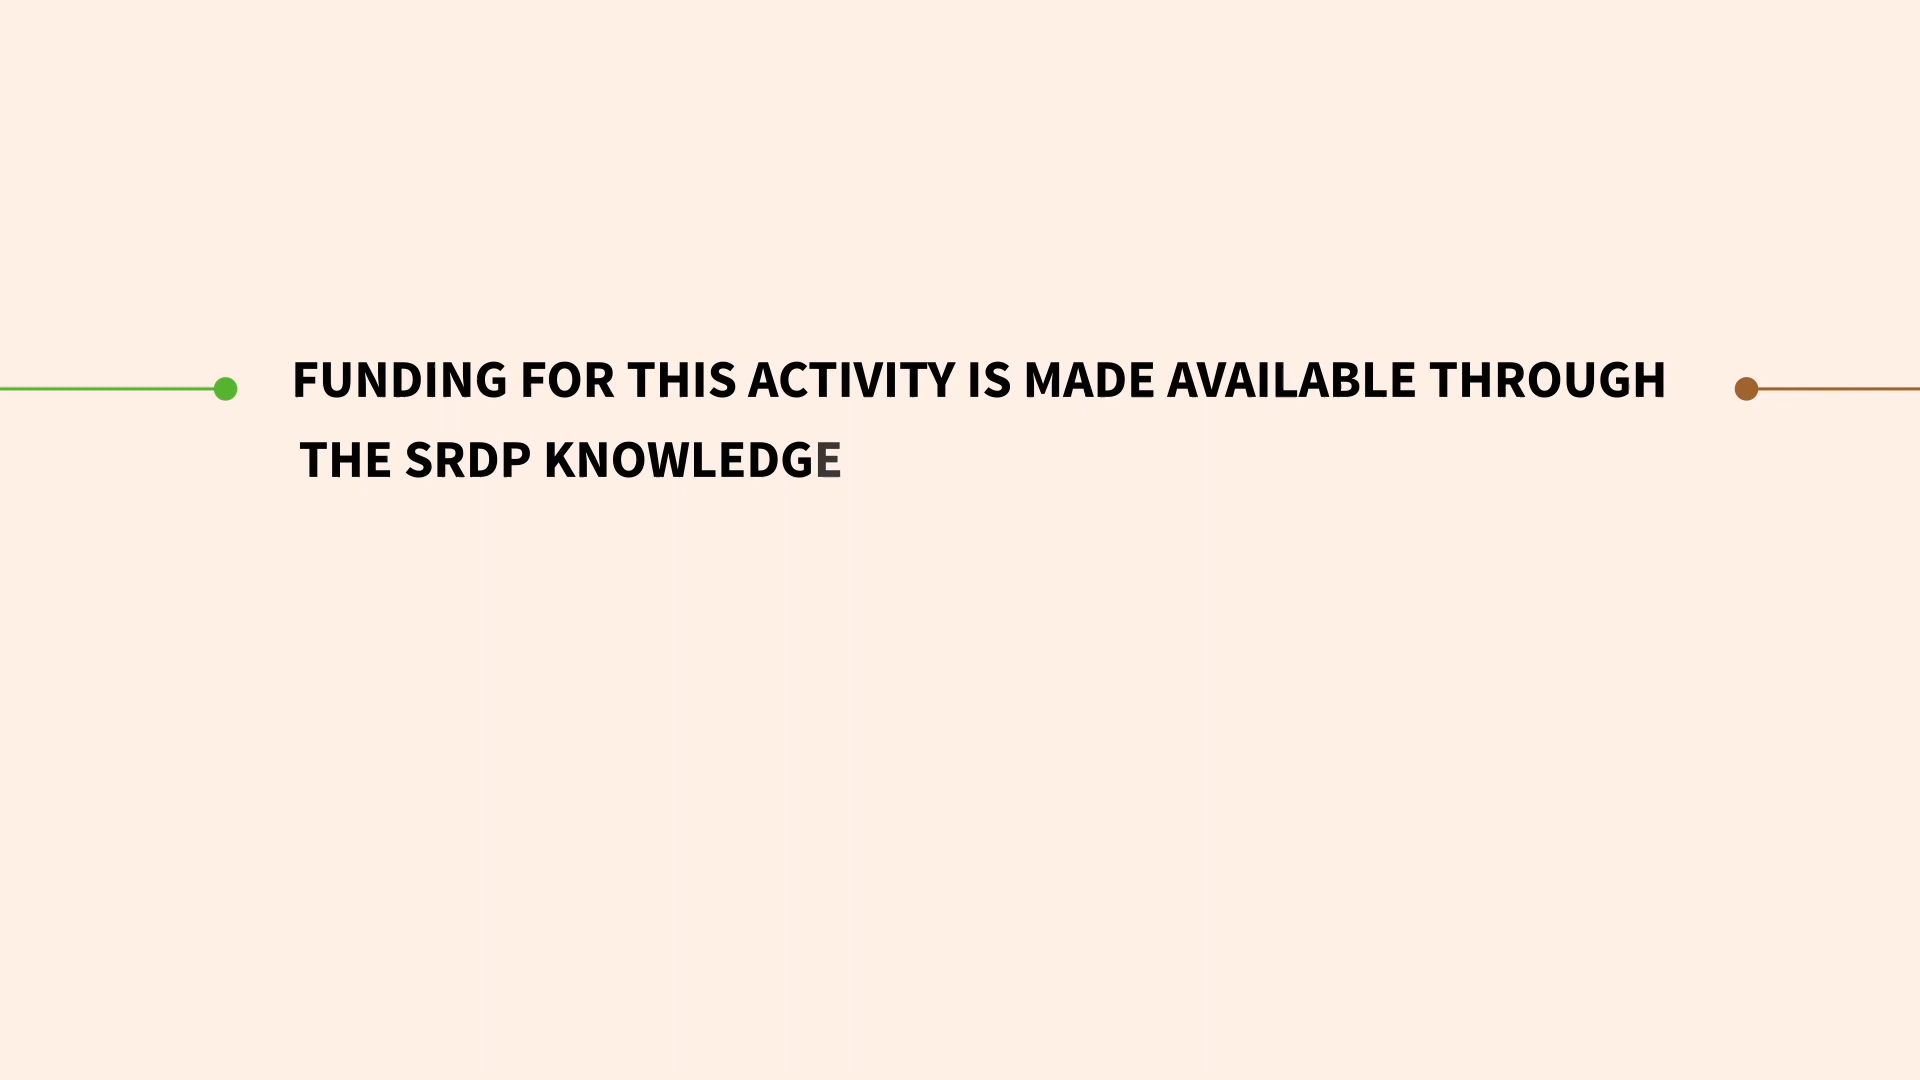 FUNDING FOR THIS ACTIVITY IS MADE AVAILABLE THROUGH
THE SRDP KNOWLEDGE